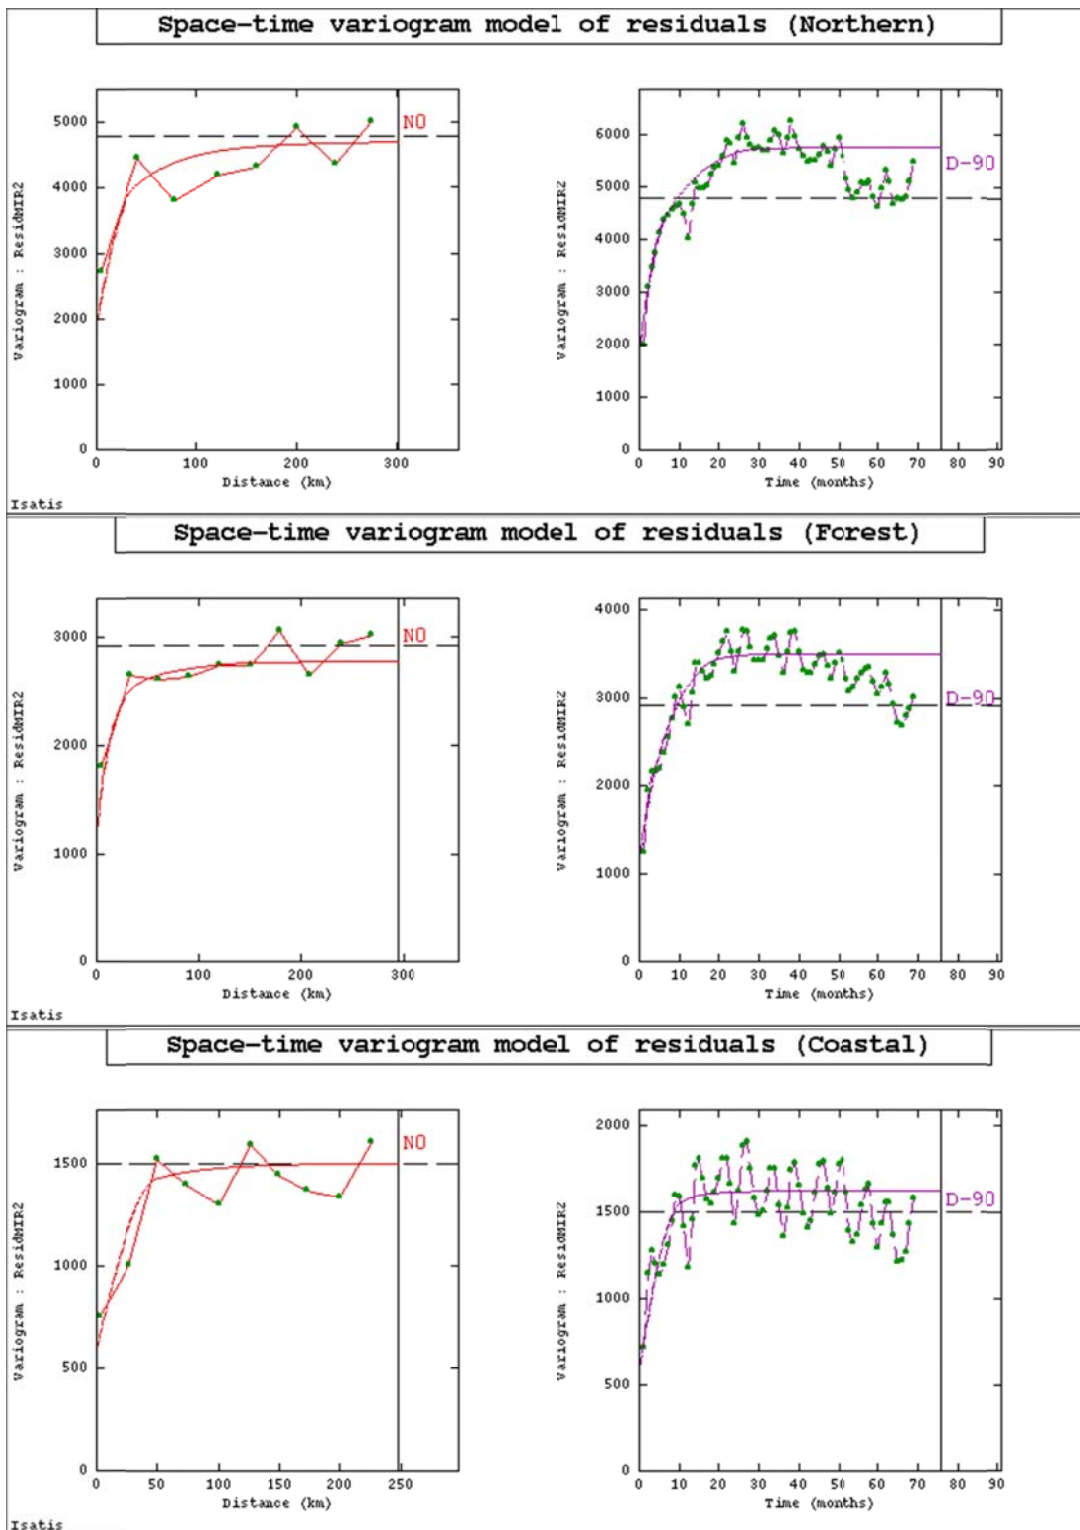 Space-time variogram model of residuals (Northern)
Variogram : ResidMIR2
5000
4000
3000
2000
1000
0
0 100 200 300
Distance (km)
N0
Variogram : ResidMIR2
6000
5000
4000
3000
2000
1000
0
0 10 20 30 40 50 60 70 80 90
Time (months)
D-90
Isatis
Space-time variogram model of residuals (Forest)
Variogram : ResidMIR2
3000
2000
1000
0
0 100 200 300
Distance (km)
N0
Variogram : ResidMIR2
4000
3000
2000
1000
0
0 10 20 30 40 50 60 70 80 90
Time (months)
D-90
Isatis
Space-time variogram model of residuals (Coastal)
Variogram : ResidMIR2
1500
1000
500
0
0 50 100 150 200 250
Distance (km)
N0
Variogram : ResidMIR2
2000
1500
1000
500
0
0 10 20 30 40 50 60 70 80 90
Time (months)
D-90
Isatis